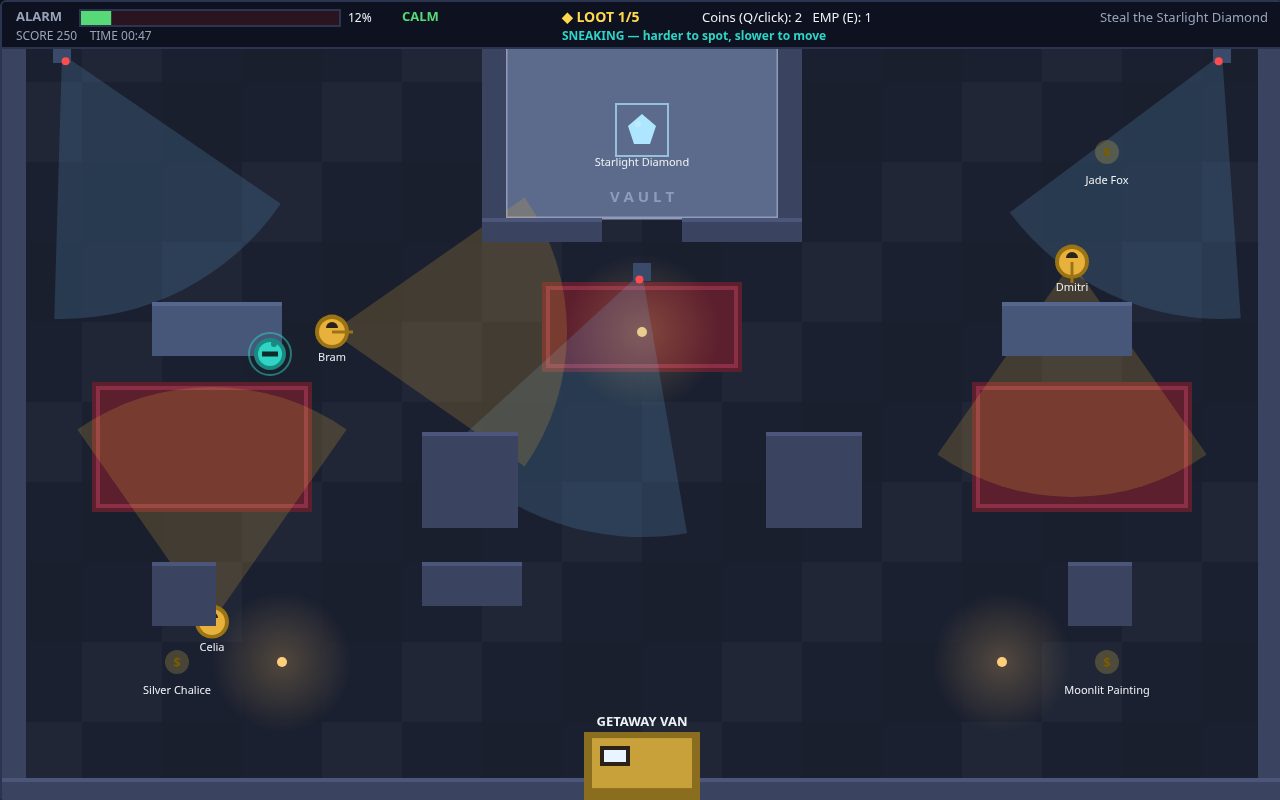 ALARM 12% CALM ◆ LOOT 1/5 Coins (Q/click): 2 EMP (E): 1 Steal the Starlight Diamond
SCORE 250 TIME 00:47 SNEAKING — harder to spot, slower to move
Starlight Diamond
Jade Fox
VAULT
Dmitri
Bram
Celia
$ $
Silver Chalice Moonlit Painting
GETAWAY VAN